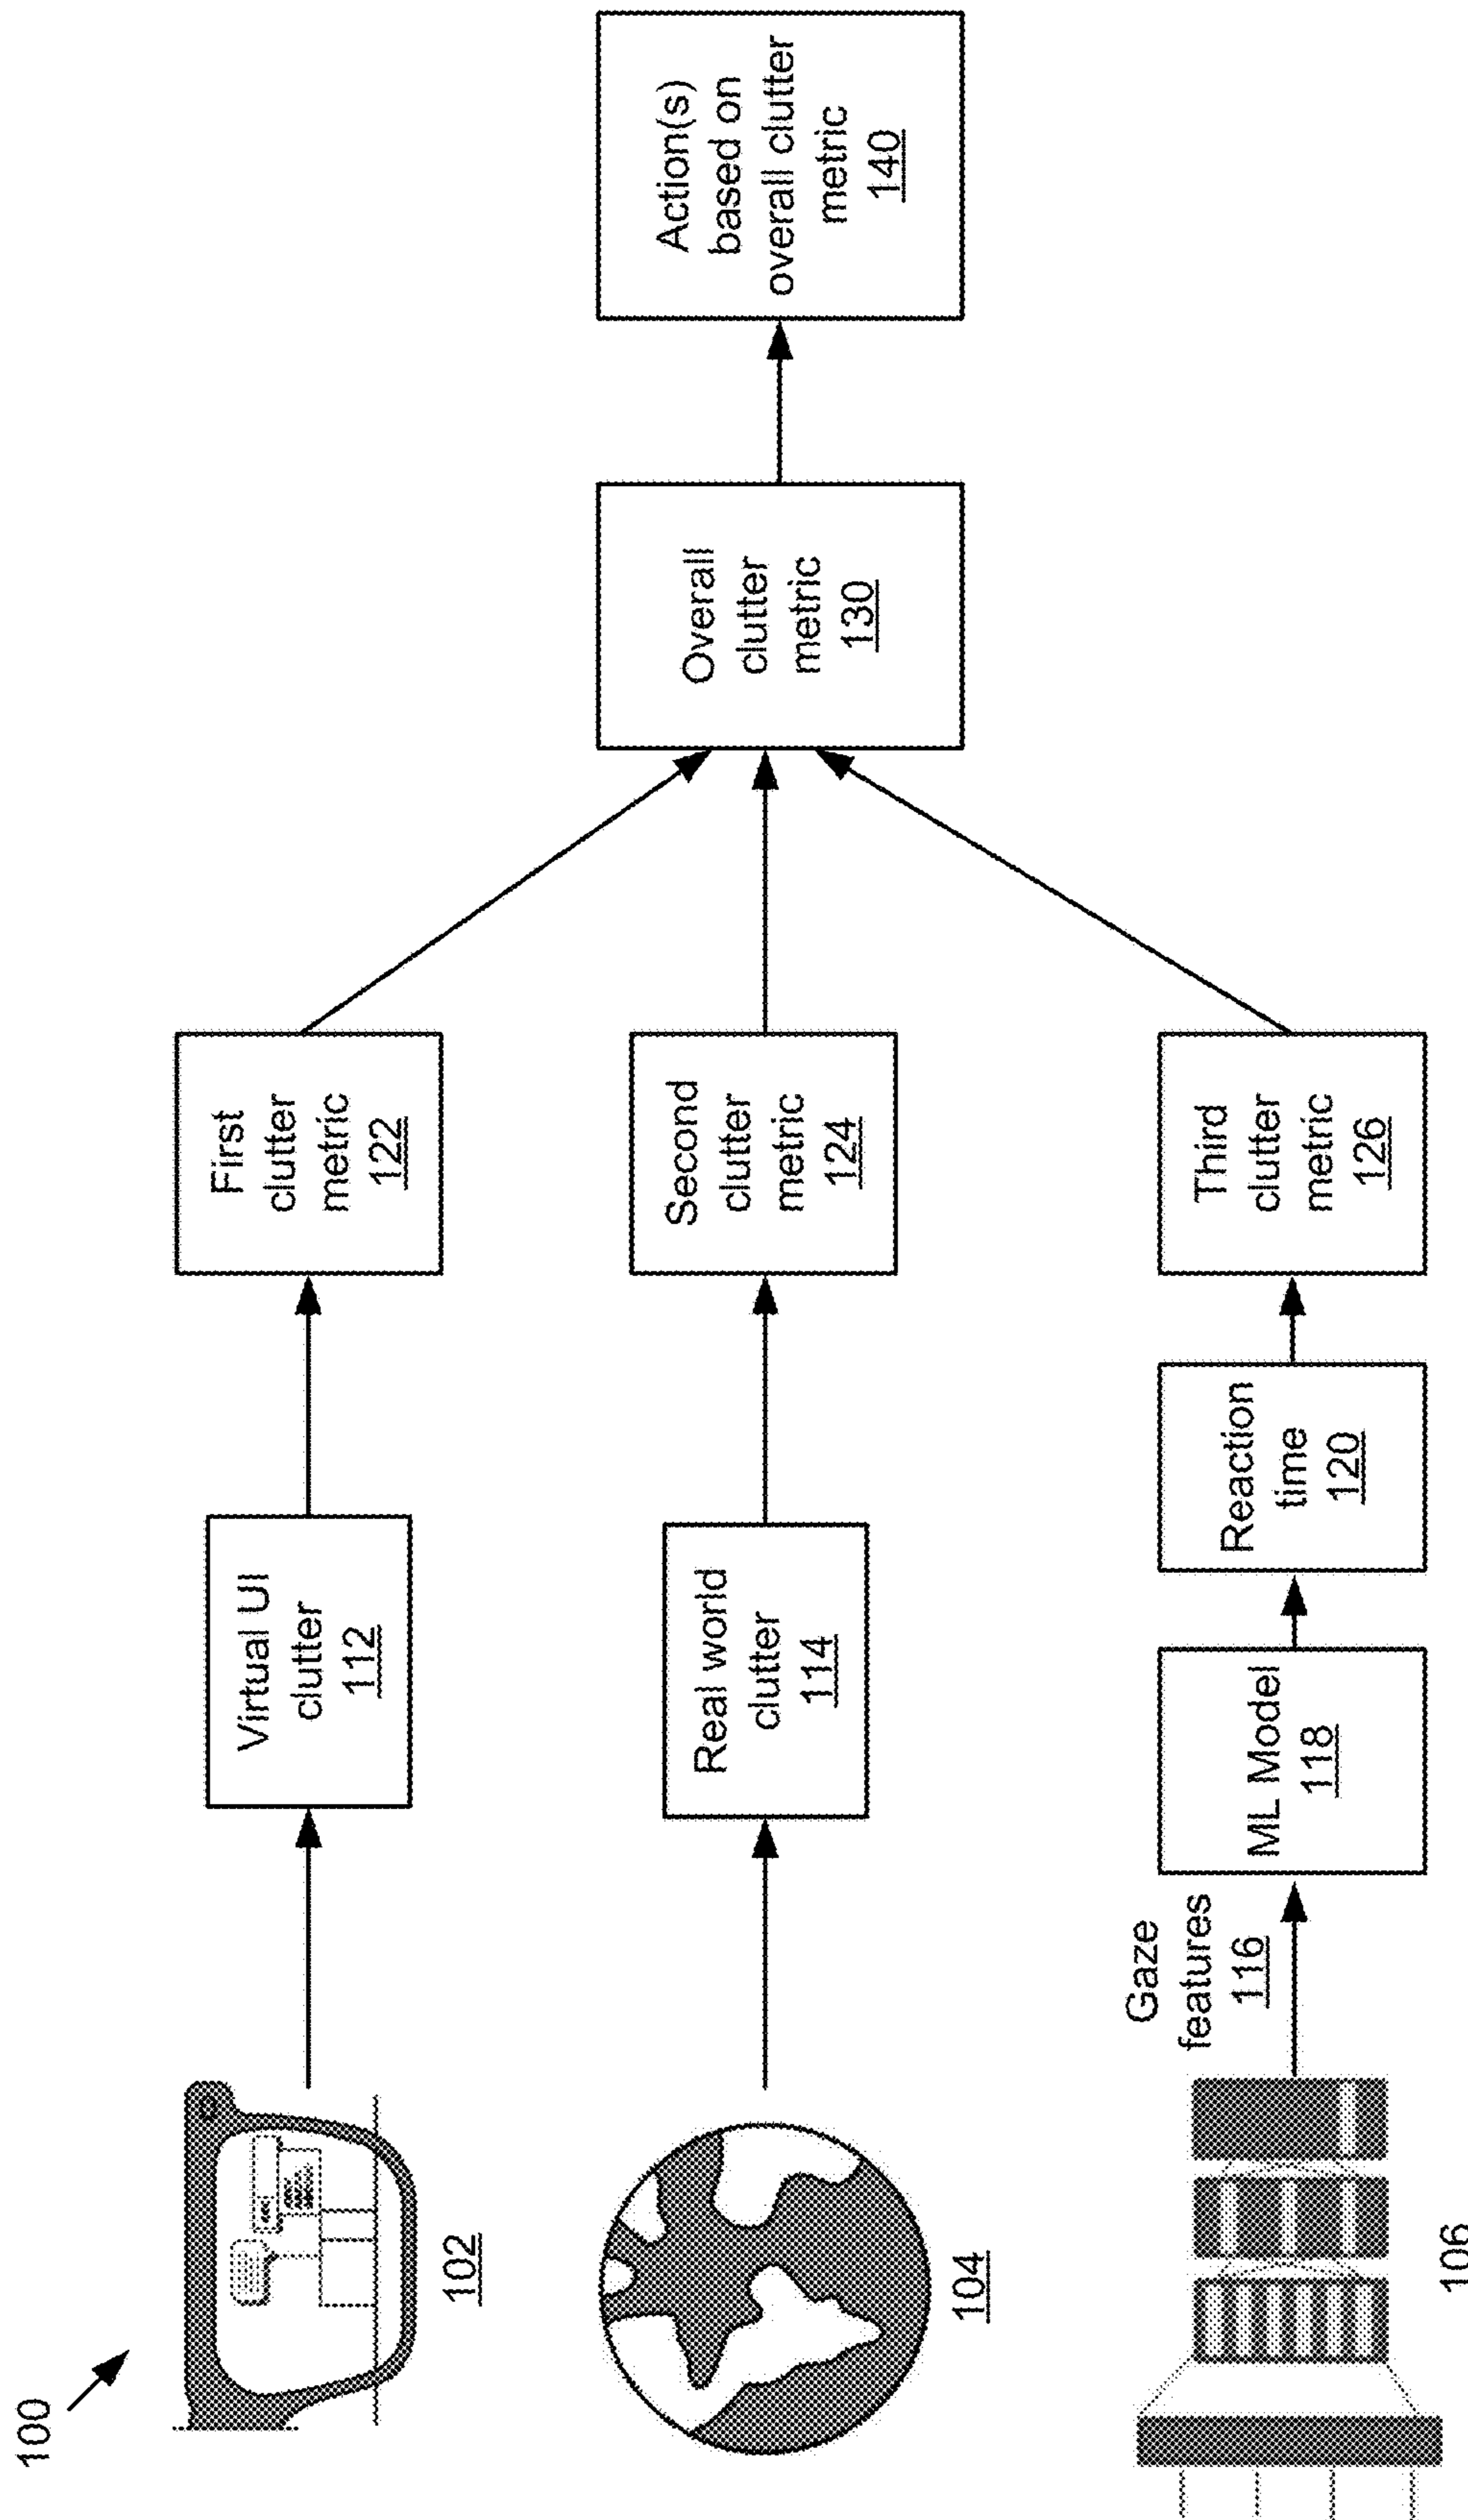 100
102
Virtual UI
clutter
112
First
clutter
metric
122
104
Real world
clutter
114
Second
clutter
metric
124
106
Gaze
features
116
ML Model
118
Reaction
time
120
Third
clutter
metric
126
Overall
clutter
metric
130
Action(s)
based on
overall clutter
metric
140